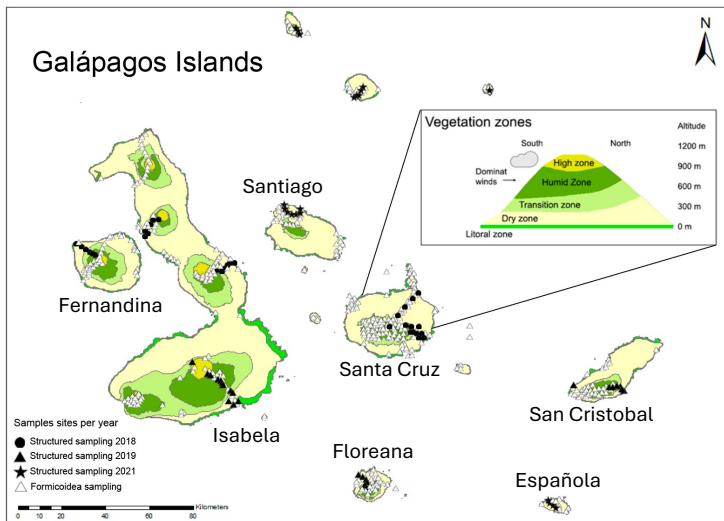 N
Galápagos Islands
Vegetation zones
Altitude
South
North
1200 m
High zone
900 m
Dominat
winds
Humid Zone
600 m
Transition zone
300 m
Dry zone
0 m
Litoral zone
Santiago
Fernandina
Santa Cruz
San Cristobal
Isabela
Floreana
Española
Samples sites per year
Structured sampling 2018
Structured sampling 2019
Structured sampling 2021
Formicoidea sampling
Kilometers
0 10 20 40 60 80